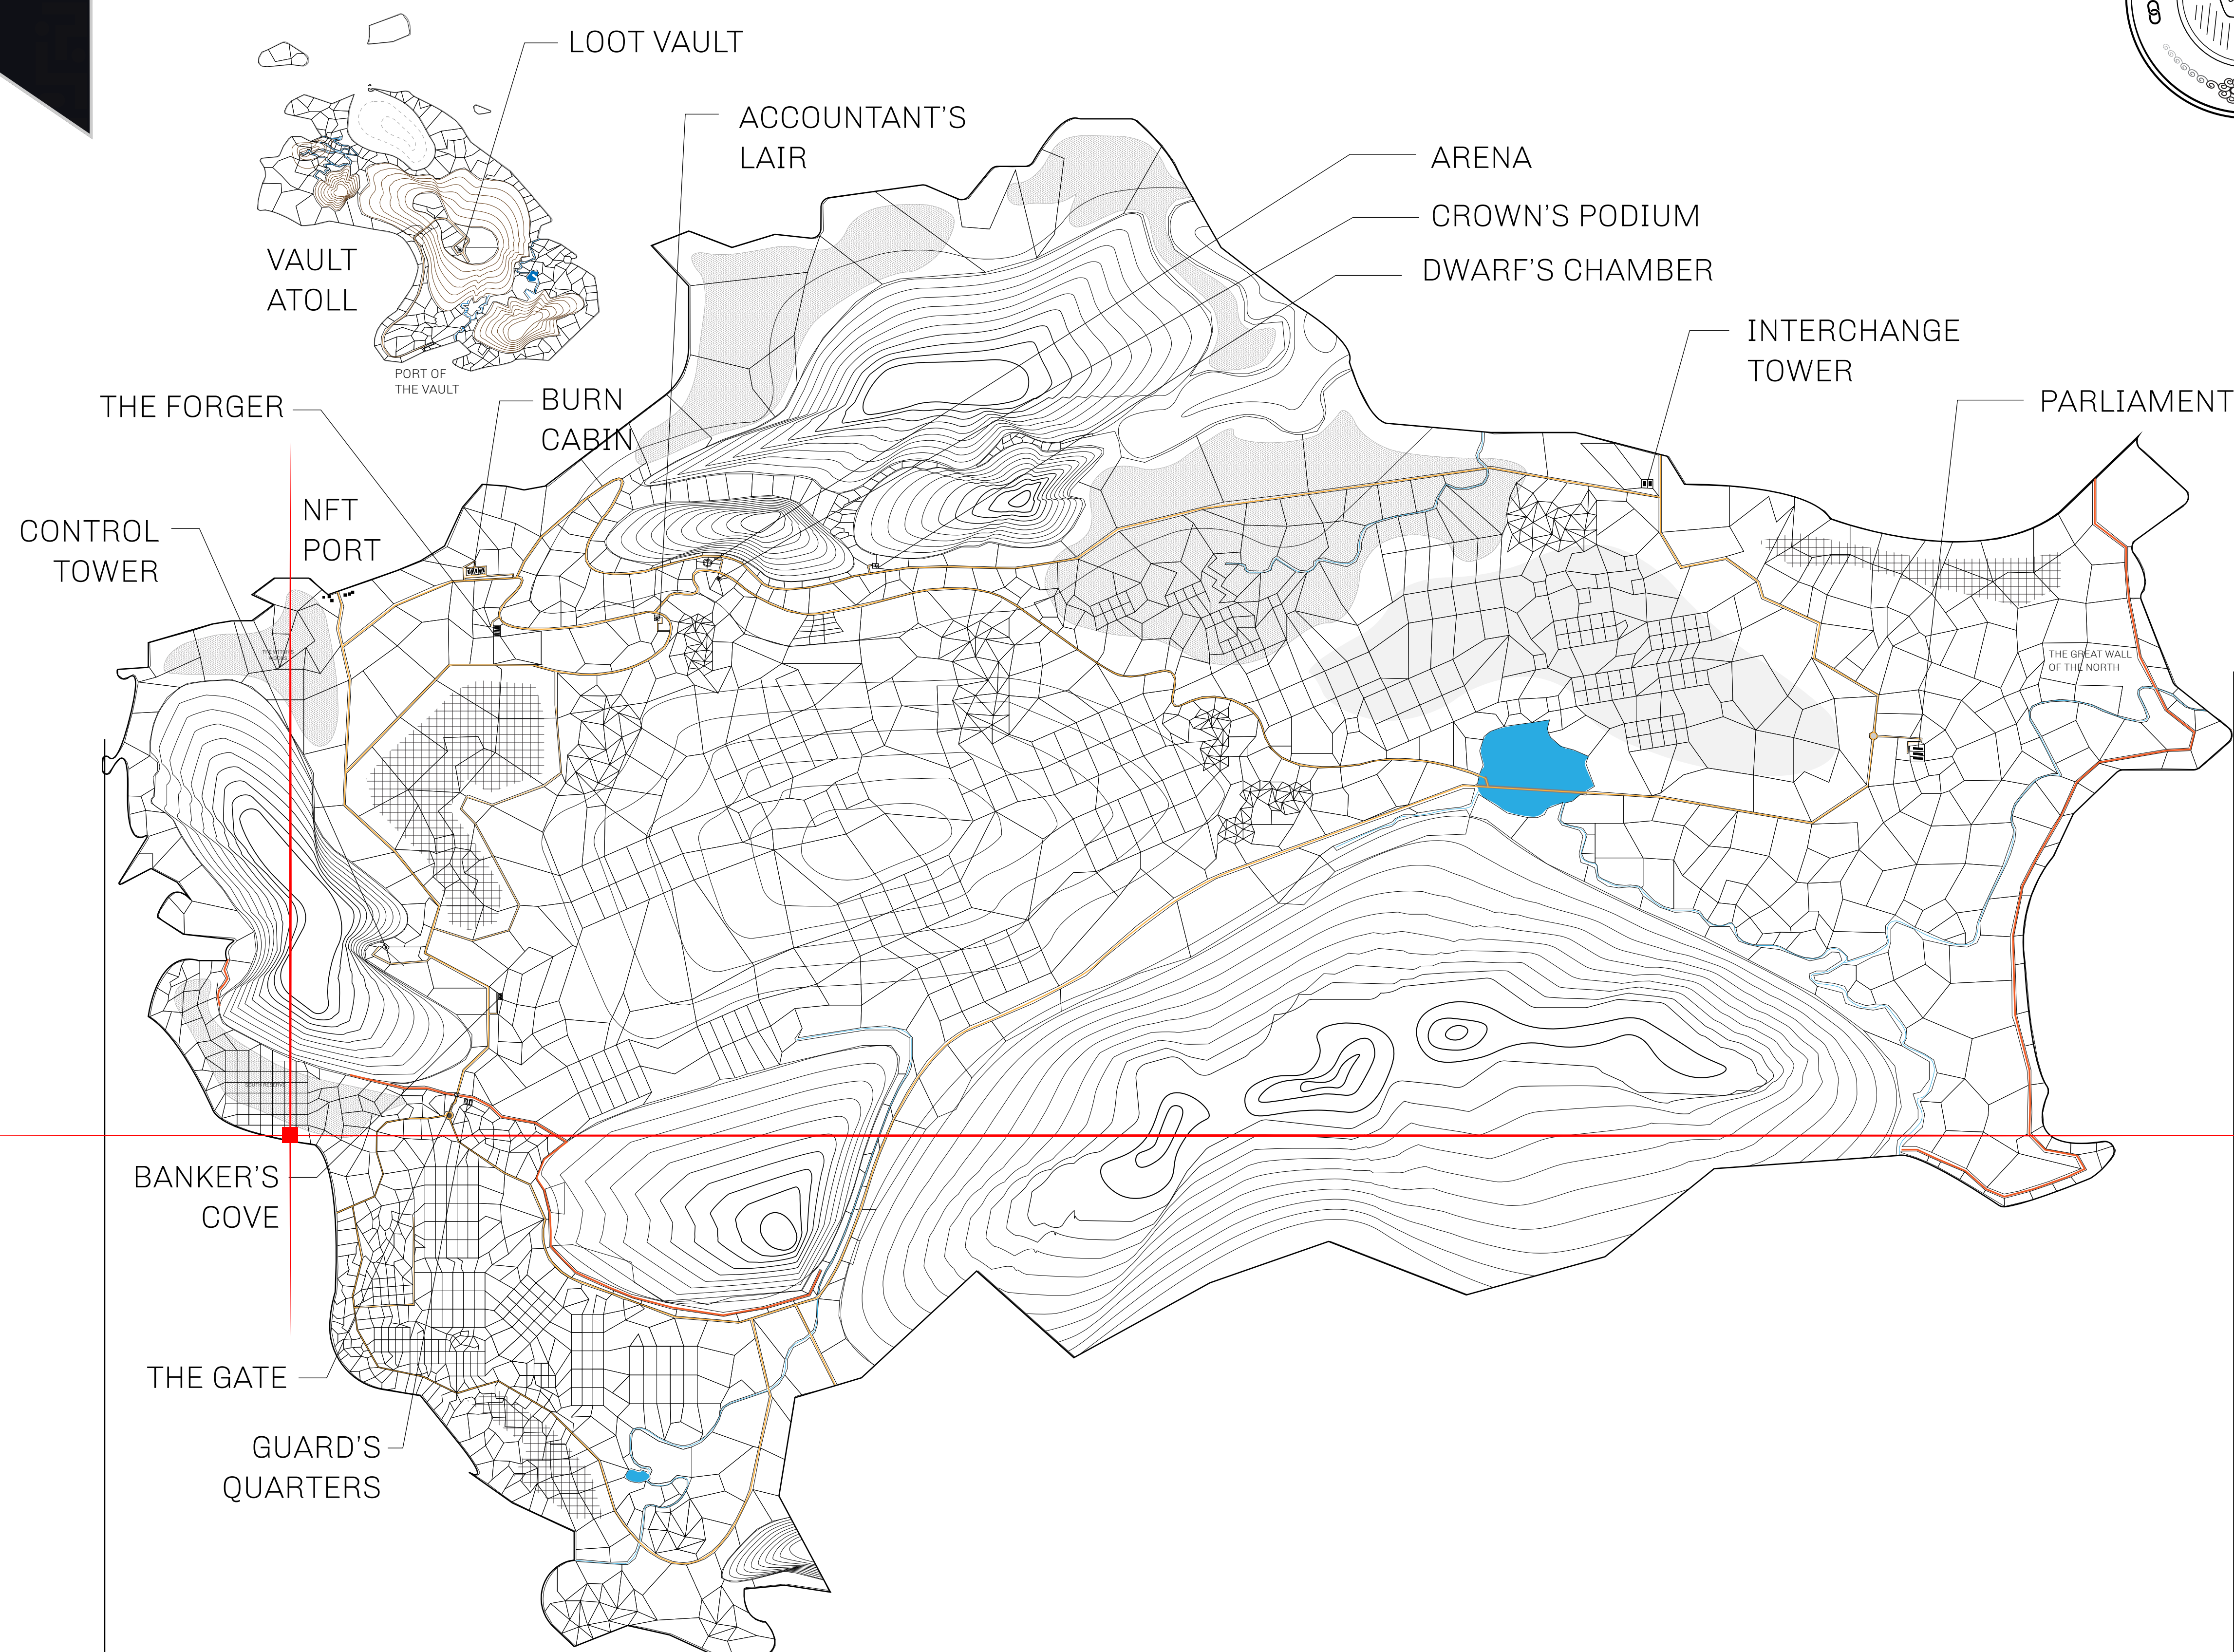 LOOT VAULT
ACCOUNTANT'S
LAIR
ARENA
CROWN'S PODIUM
DWARF'S CHAMBER
VAULT
ATOLL
INTERCHANGE
TOWER
PORT OF
THE VAULT
THE FORGER
BURN
CABIN
PARLIAMENT
NFT
PORT
CONTROL
TOWER
THE GREAT WALL
OF THE NORTH
SOUTH RESERVE
BANKER'S
COVE
THE GATE
GUARD'S
QUARTERS